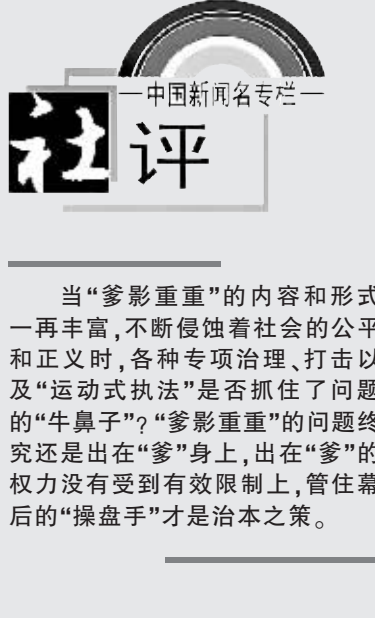 —中国新闻名专栏—
社评
当“爹影重重”的内容和形式
一再丰富，不断侵蚀着社会的公平
和正义时，各种专项治理、打击以
及“运动式执法”是否抓住了问题
的“牛鼻子”？“爹影重重”的问题终
究还是出在“爹”身上，出在“爹”的
权力没有受到有效限制上，管住幕
后的“操盘手”才是治本之策。